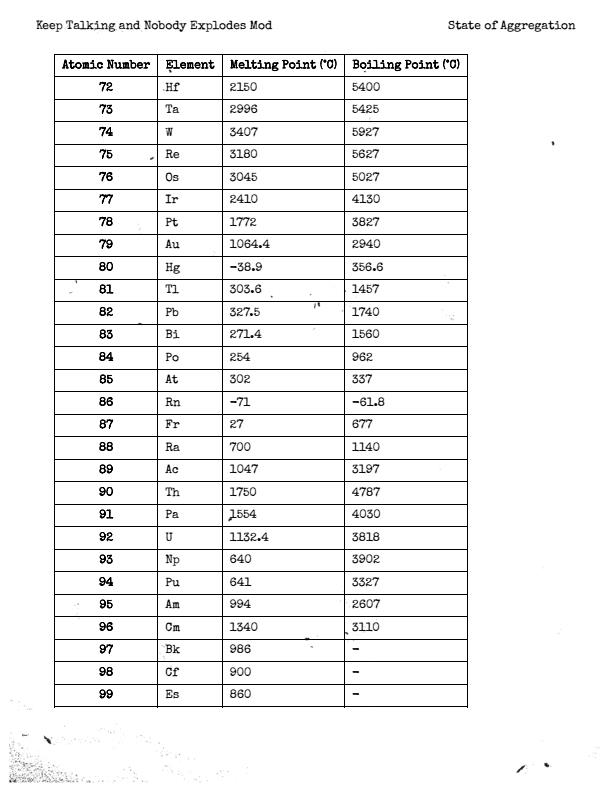 Keep Talking and Nobody Explodes Mod State of Aggregation
Atomic Number Element Melting Point (°C) Boiling Point (°C)
72 Hf 2150 5400
73 Ta 2996 5425
74 W 3407 5927
75 Re 3180 5627
76 Os 3045 5027
77 Ir 2410 4130
78 Pt 1772 3827
79 Au 1064.4 2940
80 Hg -38.9 356.6
81 Tl 303.6 1457
82 Pb 327.5 1740
83 Bi 271.4 1560
84 Po 254 962
85 At 302 337
86 Rn -71 -61.8
87 Fr 27 677
88 Ra 700 1140
89 Ac 1047 3197
90 Th 1750 4787
91 Pa 1554 4030
92 U 1132.4 3818
93 Np 640 3902
94 Pu 641 3327
95 Am 994 2607
96 Cm 1340 3110
97 Bk 986 -
98 Cf 900 -
99 Es 860 -